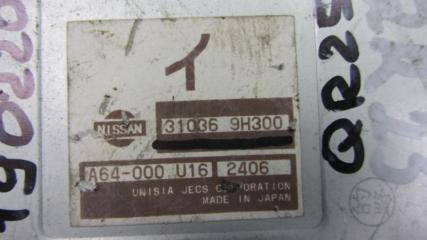 イ
NISSAN
31036 9H300
A64-000 U16 2406
UNISIA JECS CORPORATION
MADE IN JAPAN
QR25